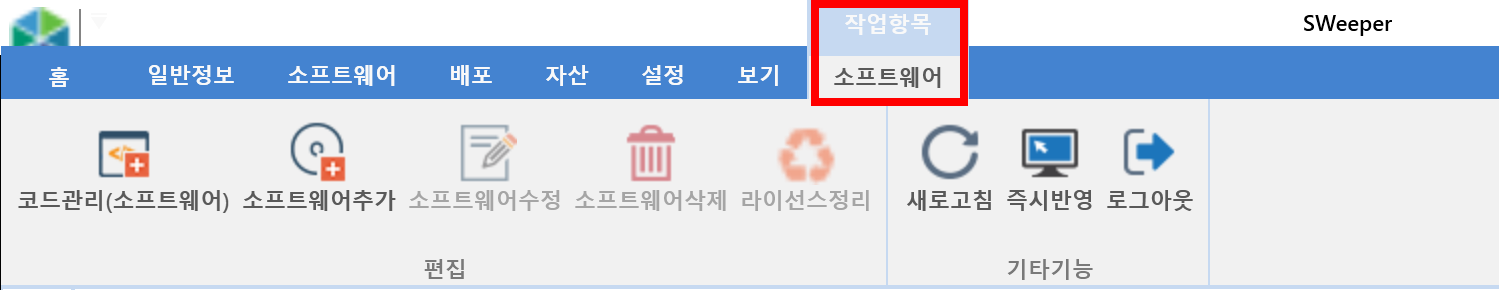 작업항목 SWeeper
홈 일반정보 소프트웨어 배포 자산 설정 보기 소프트웨어
코드관리(소프트웨어) 소프트웨어추가 소프트웨어수정 소프트웨어삭제 라이선스정리 새로고침 즉시반영 로그아웃
편집 기타기능